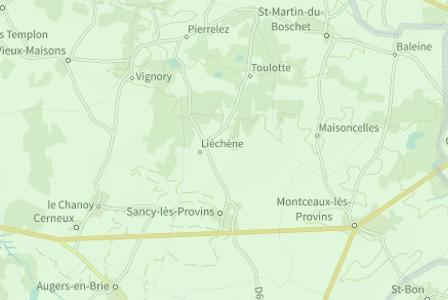 St-Martin-du-
Boschet
Pierrelez
s Templon
Vieux-Maisons
Baleine
Toulotte
Vignory
Maisoncelles
Liéchène
le Chanoy
Cerneux
Sancy-lès-Provins
Montceaux-lès-
Provins
Augers-en-Brie
St-Bon